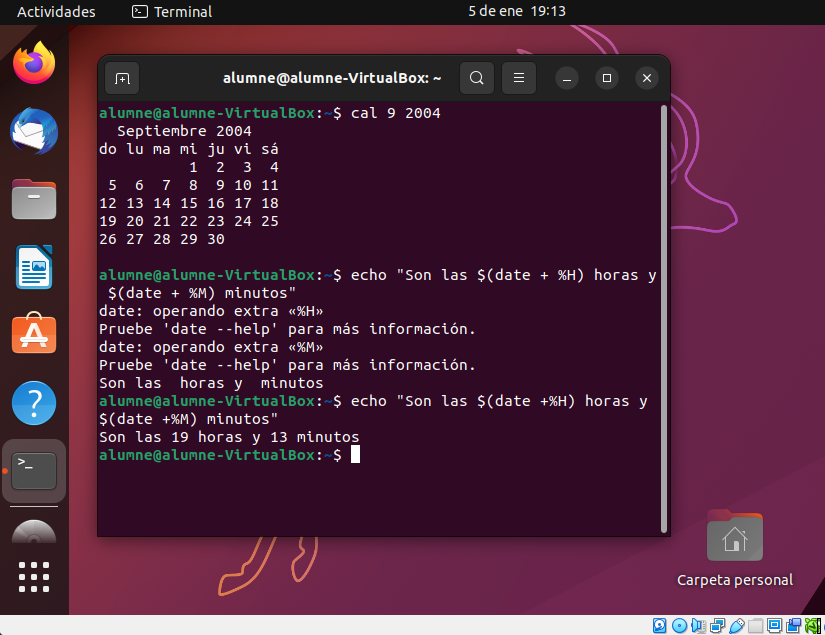 Actividades Terminal 5 de ene 19:13
alumne@alumne-VirtualBox: ~
alumne@alumne-VirtualBox:~$ cal 9 2004
  Septiembre 2004
do lu ma mi ju vi sá
          1  2  3  4
 5  6  7  8  9 10 11
12 13 14 15 16 17 18
19 20 21 22 23 24 25
26 27 28 29 30
alumne@alumne-VirtualBox:~$ echo "Son las $(date + %H) horas y
 $(date + %M) minutos"
date: operando extra «%H»
Pruebe 'date --help' para más información.
date: operando extra «%M»
Pruebe 'date --help' para más información.
Son las  horas y  minutos
alumne@alumne-VirtualBox:~$ echo "Son las $(date +%H) horas y
$(date +%M) minutos"
Son las 19 horas y 13 minutos
alumne@alumne-VirtualBox:~$
Carpeta personal